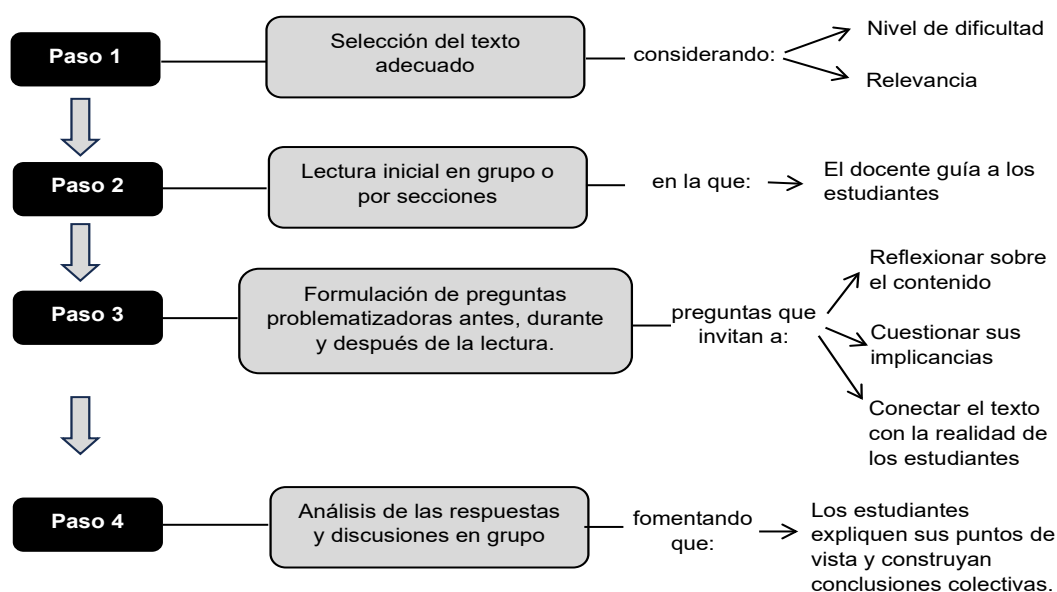 Paso 1
Selección del texto
adecuado
considerando:
Nivel de dificultad
Relevancia
Paso 2
Lectura inicial en grupo o
por secciones
en la que:
El docente guía a los
estudiantes
Paso 3
Formulación de preguntas
problematizadoras antes, durante
y después de la lectura.
preguntas que
invitan a:
Reflexionar sobre
el contenido
Cuestionar sus
implicancias
Conectar el texto
con la realidad de
los estudiantes
Paso 4
Análisis de las respuestas
y discusiones en grupo
fomentando
que:
Los estudiantes
expliquen sus puntos de
vista y construyan
conclusiones colectivas.